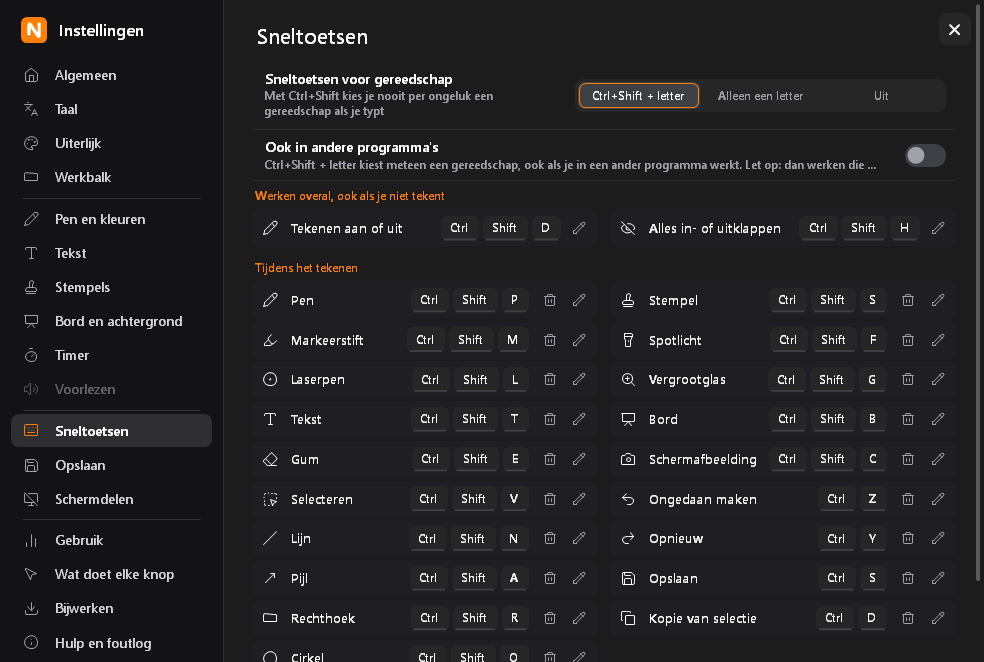 N Instellingen
Algemeen
Taal
Uiterlijk
Werkbalk
Pen en kleuren
Tekst
Stempels
Bord en achtergrond
Timer
Voorlezen
Sneltoetsen
Opslaan
Schermdelen
Gebruik
Wat doet elke knop
Bijwerken
Hulp en foutlog
Sneltoetsen
Sneltoetsen voor gereedschap
Met Ctrl+Shift kies je nooit per ongeluk een
gereedschap als je typt
Ctrl+Shift + letter Alleen een letter Uit
Ook in andere programma's
Ctrl+Shift + letter kiest meteen een gereedschap, ook als je in een ander programma werkt. Let op: dan werken die ...
Werken overal, ook als je niet tekent
Tekenen aan of uit Ctrl Shift D
Alles in- of uitklappen Ctrl Shift H
Tijdens het tekenen
Pen Ctrl Shift P
Stempel Ctrl Shift S
Markeerstift Ctrl Shift M
Spotlicht Ctrl Shift F
Laserpen Ctrl Shift L
Vergrootglas Ctrl Shift G
Tekst Ctrl Shift T
Bord Ctrl Shift B
Gum Ctrl Shift E
Schermafbeelding Ctrl Shift C
Selecteren Ctrl Shift V
Ongedaan maken Ctrl Z
Lijn Ctrl Shift N
Opnieuw Ctrl Y
Pijl Ctrl Shift A
Opslaan Ctrl S
Rechthoek Ctrl Shift R
Kopie van selectie Ctrl D
Cirkel Ctrl Shift O